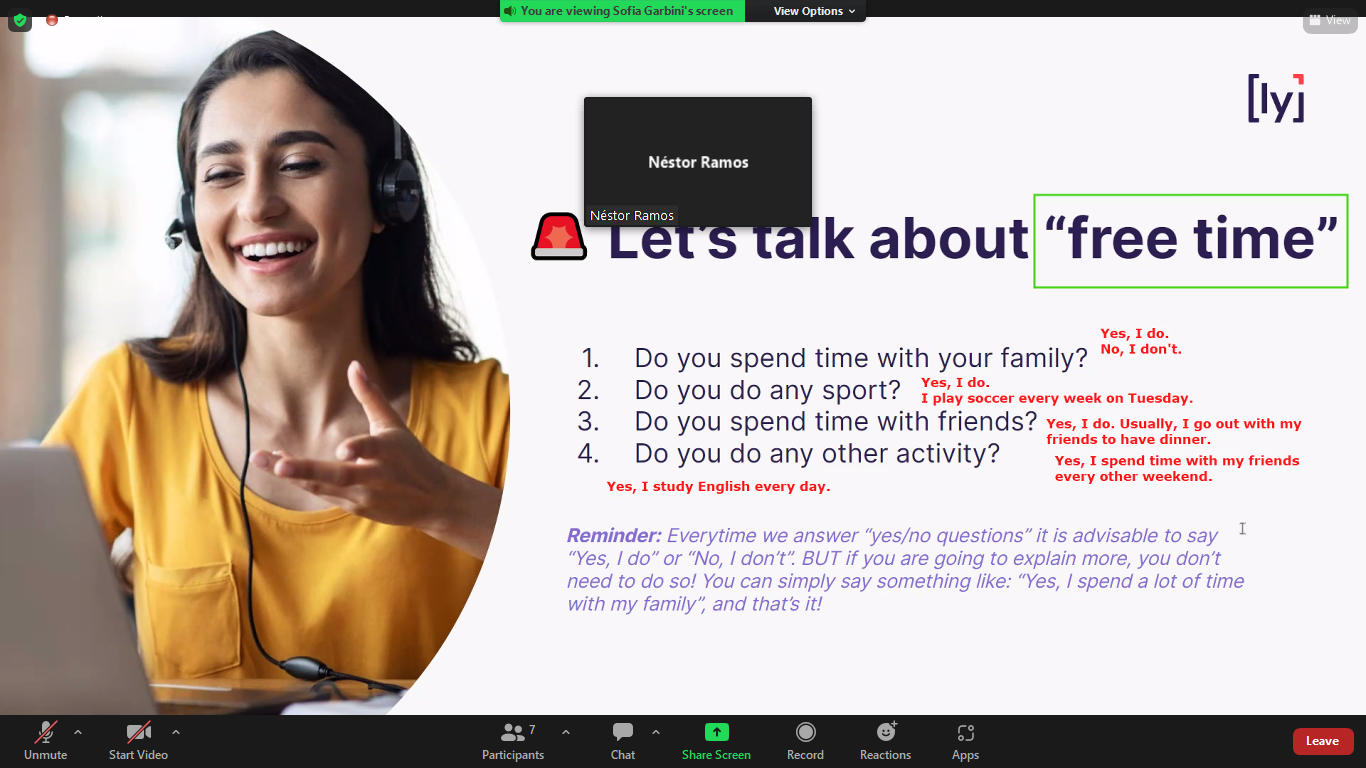 You are viewing Sofia Garbini's screen
View Options
View
[ly]
Néstor Ramos
Néstor Ramos
Let's talk about “free time”
Yes, I do.
No, I don't.
1. Do you spend time with your family?
2. Do you do any sport?
Yes, I do.
I play soccer every week on Tuesday.
3. Do you spend time with friends?
Yes, I do. Usually, I go out with my
friends to have dinner.
4. Do you do any other activity?
Yes, I spend time with my friends
every other weekend.
Yes, I study English every day.
Reminder: Everytime we answer “yes/no questions” it is advisable to say
“Yes, I do” or “No, I don’t”. BUT if you are going to explain more, you don’t
need to do so! You can simply say something like: “Yes, I spend a lot of time
with my family”, and that’s it!
Unmute
Start Video
7
Participants
Chat
Share Screen
Record
Reactions
Apps
Leave